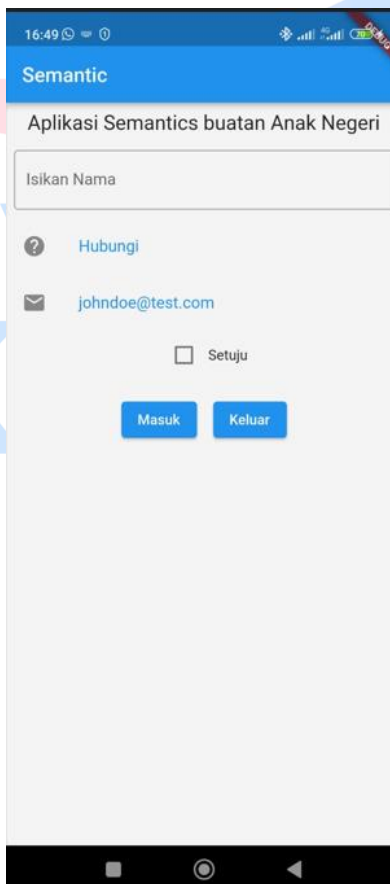 16:49
Semantic
Aplikasi Semantics buatan Anak Negeri
Isikan Nama
Hubungi
johndoe@test.com
Setuju
Masuk Keluar